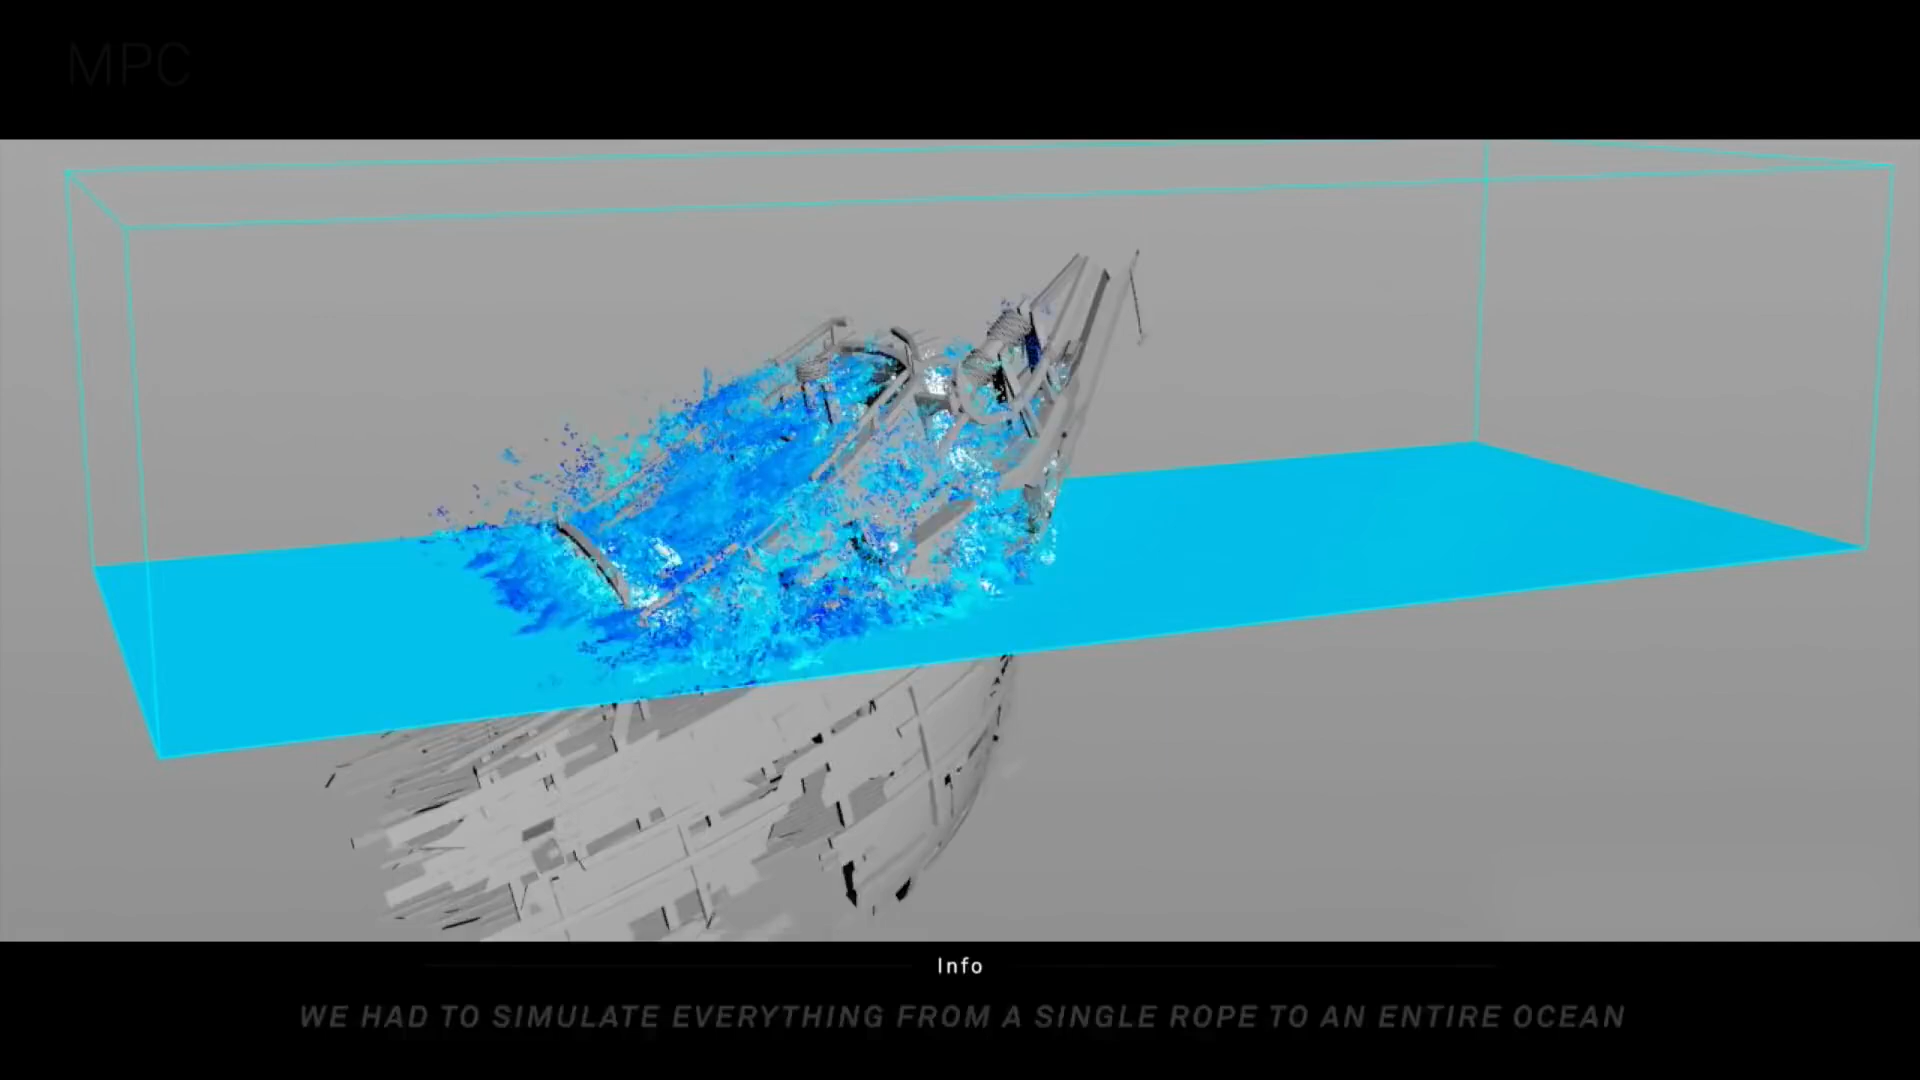 MPC
Info
WE HAD TO SIMULATE EVERYTHING FROM A SINGLE ROPE TO AN ENTIRE OCEAN